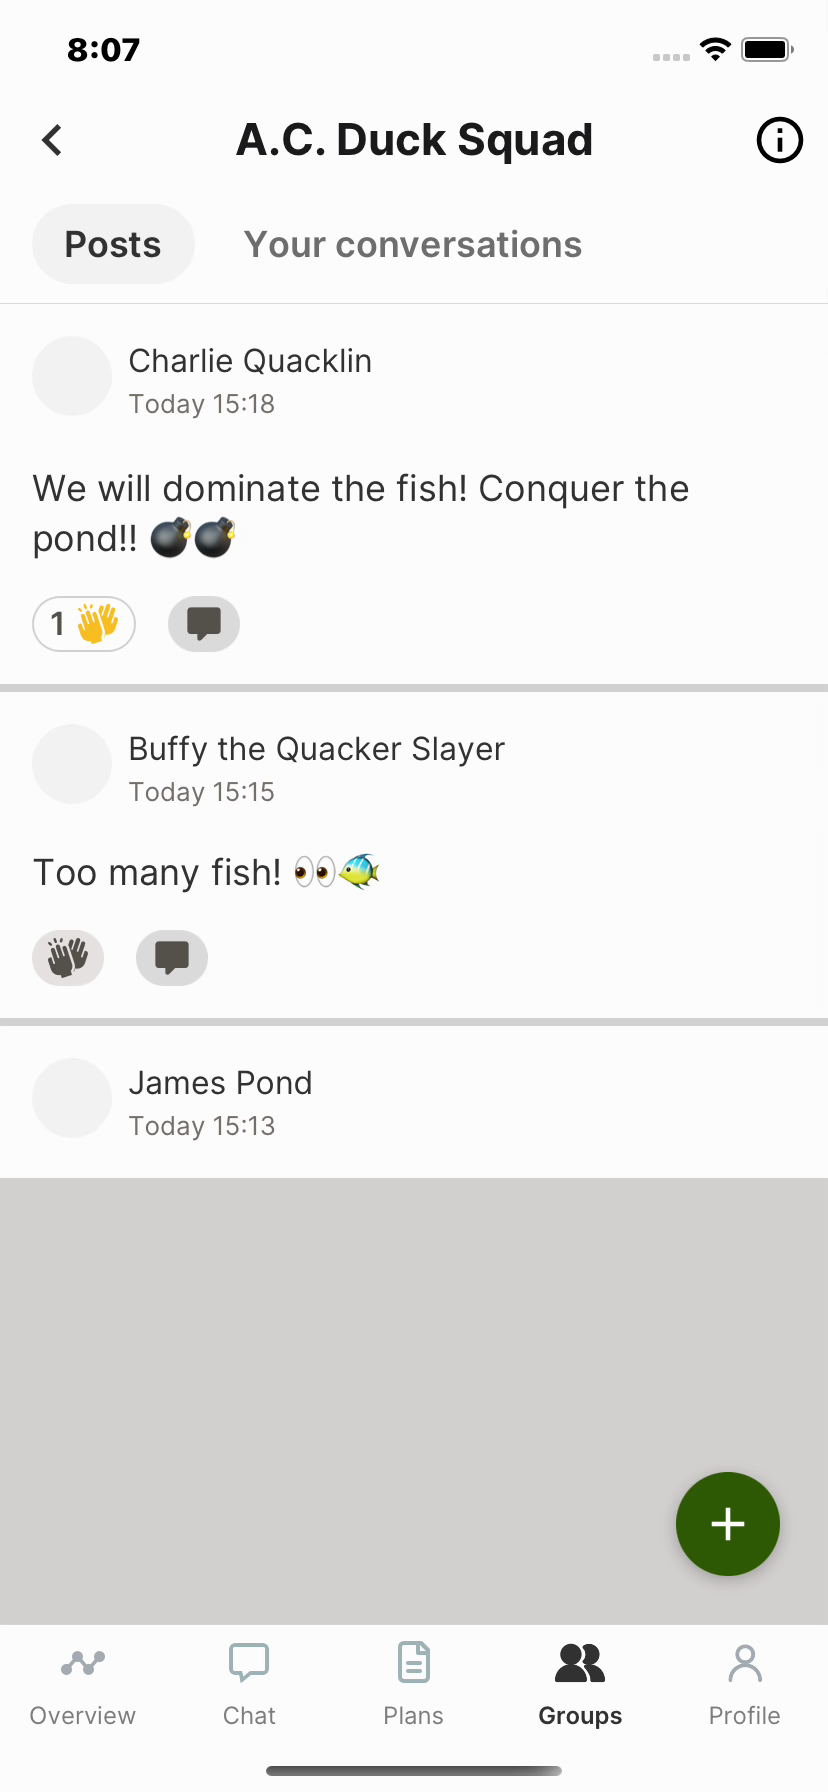 8:07
A.C. Duck Squad
Posts
Your conversations
Charlie Quacklin
Today 15:18
We will dominate the fish! Conquer the
pond!! 💣💣
1 👏
Buffy the Quacker Slayer
Today 15:15
Too many fish! 👀🐠
James Pond
Today 15:13
Overview
Chat
Plans
Groups
Profile